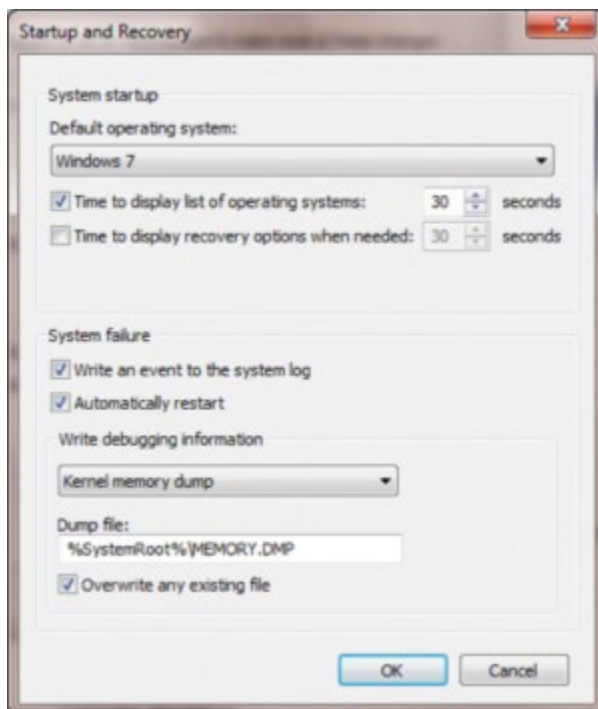 Startup and Recovery
System startup
Default operating system:
Windows 7
Time to display list of operating systems: 30 seconds
Time to display recovery options when needed: 30 seconds
System failure
Write an event to the system log
Automatically restart
Write debugging information
Kernel memory dump
Dump file:
%SystemRoot%\MEMORY.DMP
Overwrite any existing file
OK Cancel